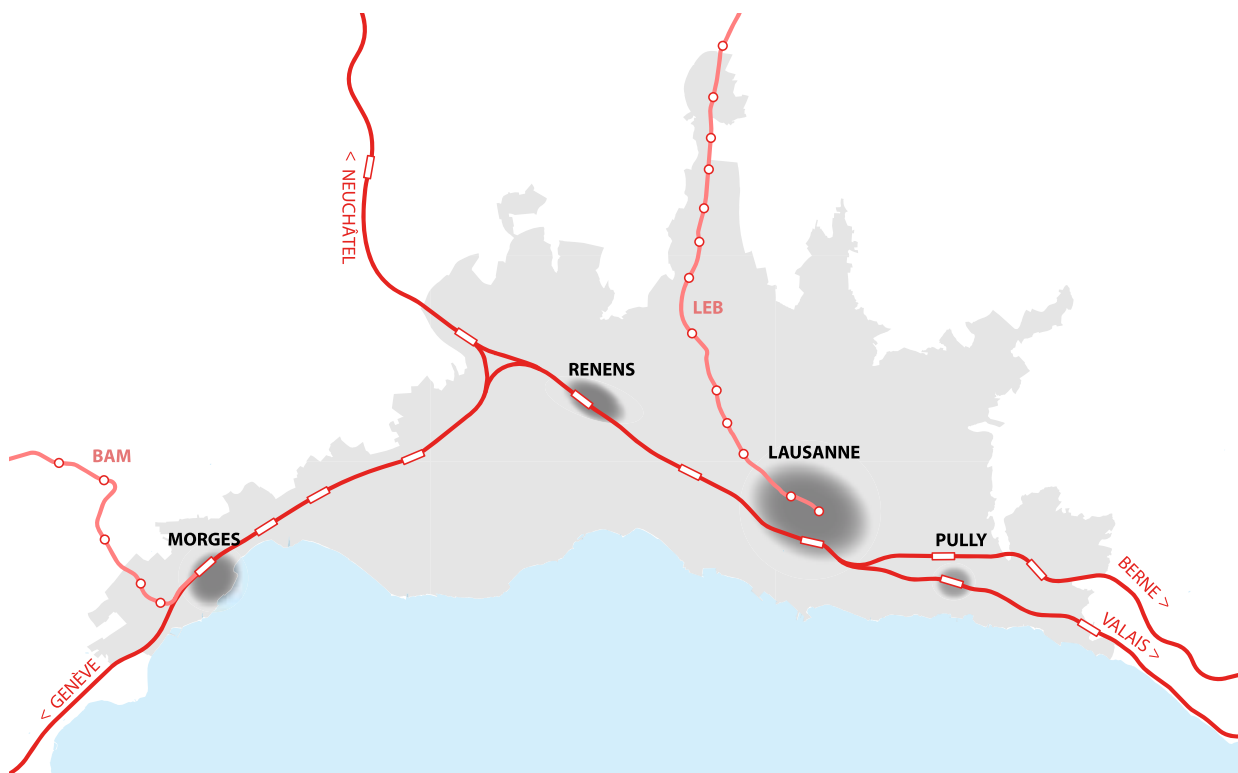 < NEUCHÂTEL
LEB
RENENS
BAM
LAUSANNE
MORGES
PULLY
BERNE >
VALAIS >
< GENÈVE